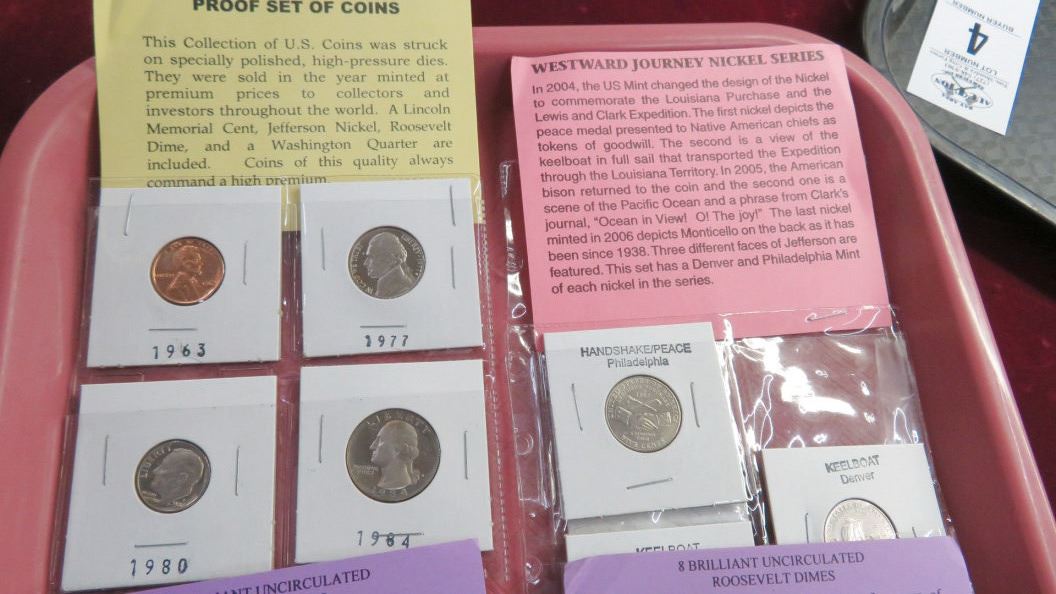 PROOF SET OF COINS
This Collection of U.S. Coins was struck
on specially polished, high-pressure dies.
They were sold in the year minted at
premium prices to collectors and
investors throughout the world. A Lincoln
Memorial Cent, Jefferson Nickel, Roosevelt
Dime, and a Washington Quarter are
included. Coins of this quality always
command a high premium.
1963
1977
LIBERTY
1980
LIBERTY
1984
UNCIRCULATED
WESTWARD JOURNEY NICKEL SERIES
In 2004, the US Mint changed the design of the Nickel
to commemorate the Louisiana Purchase and the
Lewis and Clark Expedition. The first nickel depicts the
peace medal presented to Native American chiefs as
tokens of goodwill. The second is a view of the
keelboat in full sail that transported the Expedition
through the Louisiana Territory. In 2005, the American
bison returned to the coin and the second one is a
scene of the Pacific Ocean and a phrase from Clark's
journal, "Ocean in View! O! The joy!" The last nickel
minted in 2006 depicts Monticello on the back as it has
been since 1938. Three different faces of Jefferson are
featured. This set has a Denver and Philadelphia Mint
of each nickel in the series.
HANDSHAKE/PEACE
Philadelphia
KEELBOAT
Denver
KEELBOAT
8 BRILLIANT UNCIRCULATED
ROOSEVELT DIMES
BUYER NUMBER
4
LOT NUMBER